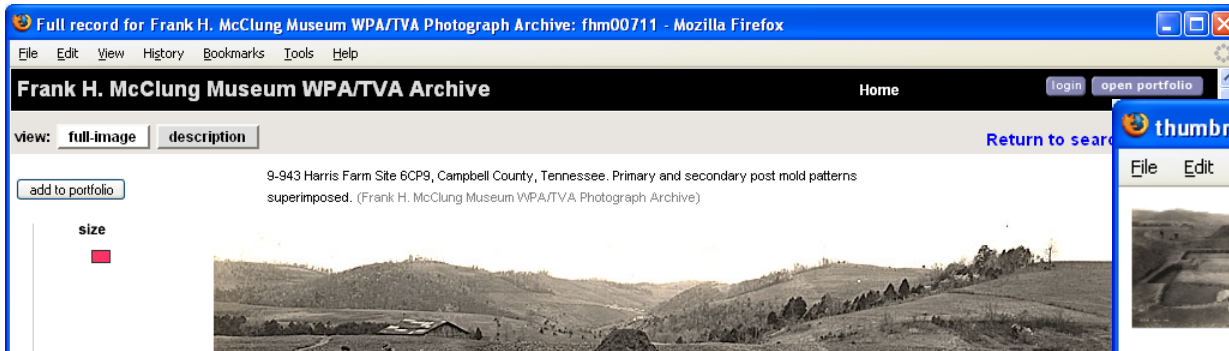 Full record for Frank H. McClung Museum WPA/TVA Photograph Archive: fhm00711 - Mozilla Firefox
File Edit View History Bookmarks Tools Help
Frank H. McClung Museum WPA/TVA Archive Home login open portfolio
view: full-image description Return to
add to portfolio
9-943 Harris Farm Site 6CP9, Campbell County, Tennessee. Primary and secondary post mold patterns
superimposed. (Frank H. McClung Museum WPA/TVA Photograph Archive)
size
File Edit